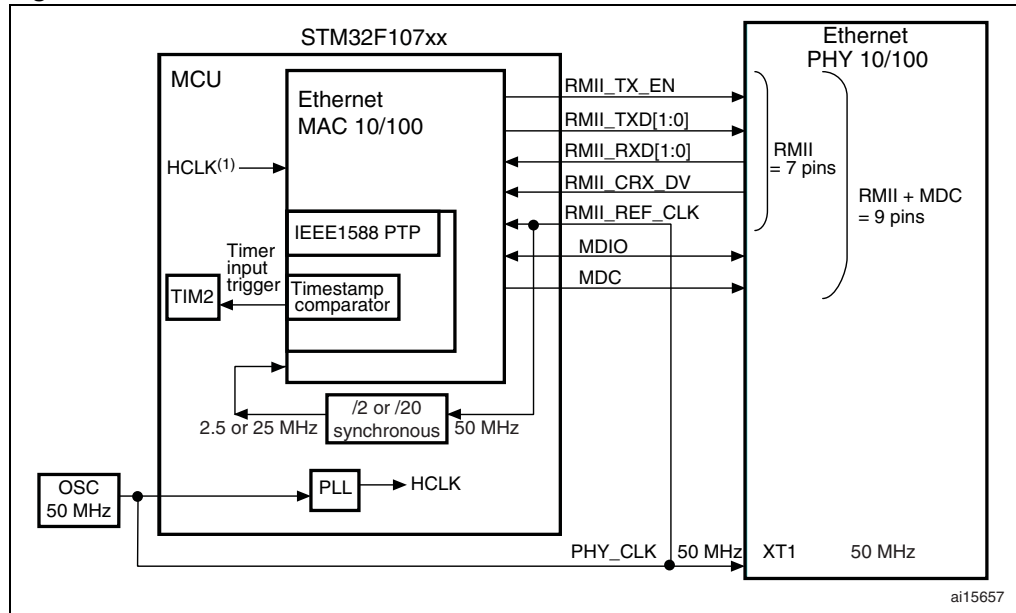 STM32F107xx
Ethernet
PHY 10/100
MCU
Ethernet
MAC 10/100
HCLK(1)
IEEE1588 PTP
Timer
input
trigger
TIM2
Timestamp
comparator
RMII_TX_EN
RMII_TXD[1:0]
RMII_RXD[1:0]
RMII_CRX_DV
RMII_REF_CLK
MDIO
MDC
RMII
= 7 pins
RMII + MDC
= 9 pins
/2 or /20
synchronous
2.5 or 25 MHz
50 MHz
OSC
50 MHz
PLL
HCLK
PHY_CLK 50 MHz
XT1 50 MHz
ai15657